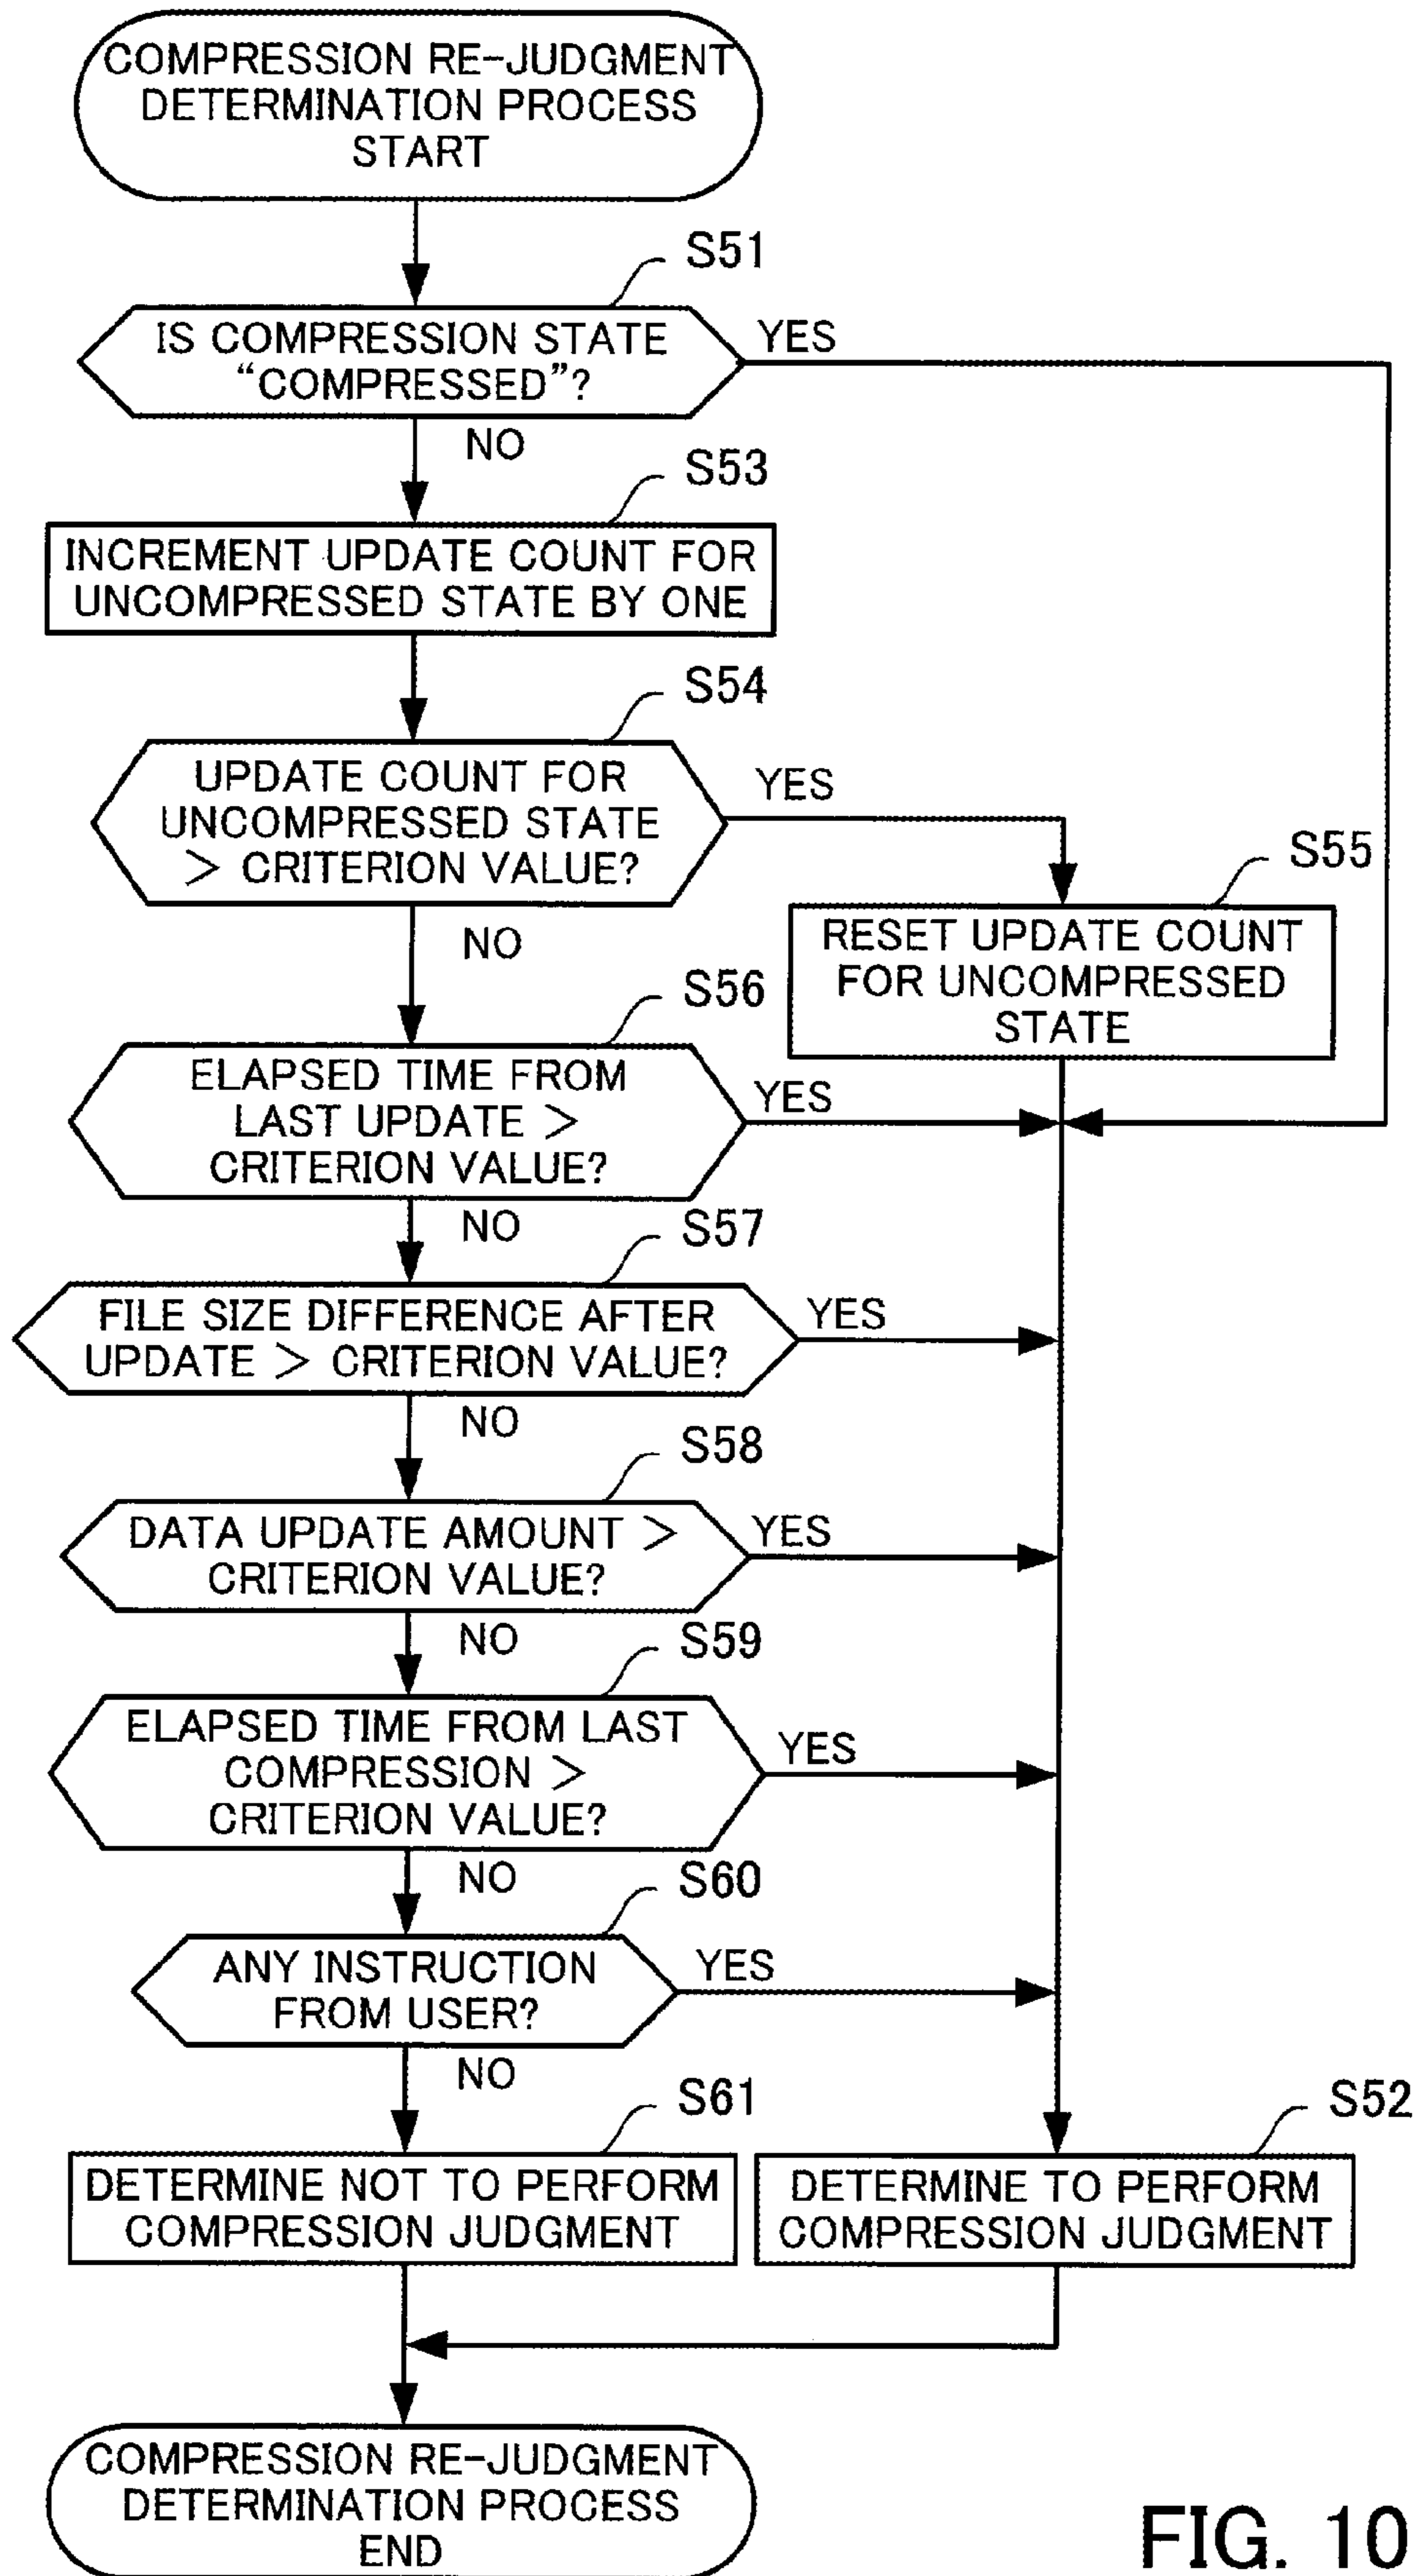 COMPRESSION RE-JUDGMENT
DETERMINATION PROCESS
START
S51
IS COMPRESSION STATE
“COMPRESSED”?
YES
NO
S53
INCREMENT UPDATE COUNT FOR
UNCOMPRESSED STATE BY ONE
S54
UPDATE COUNT FOR
UNCOMPRESSED STATE
> CRITERION VALUE?
YES
NO
S55
RESET UPDATE COUNT
FOR UNCOMPRESSED
STATE
S56
ELAPSED TIME FROM
LAST UPDATE >
CRITERION VALUE?
YES
NO
S57
FILE SIZE DIFFERENCE AFTER
UPDATE > CRITERION VALUE?
YES
NO
S58
DATA UPDATE AMOUNT >
CRITERION VALUE?
YES
NO
S59
ELAPSED TIME FROM LAST
COMPRESSION >
CRITERION VALUE?
YES
NO
S60
ANY INSTRUCTION
FROM USER?
YES
NO
S61
DETERMINE NOT TO PERFORM
COMPRESSION JUDGMENT
S52
DETERMINE TO PERFORM
COMPRESSION JUDGMENT
COMPRESSION RE-JUDGMENT
DETERMINATION PROCESS
END
FIG. 10